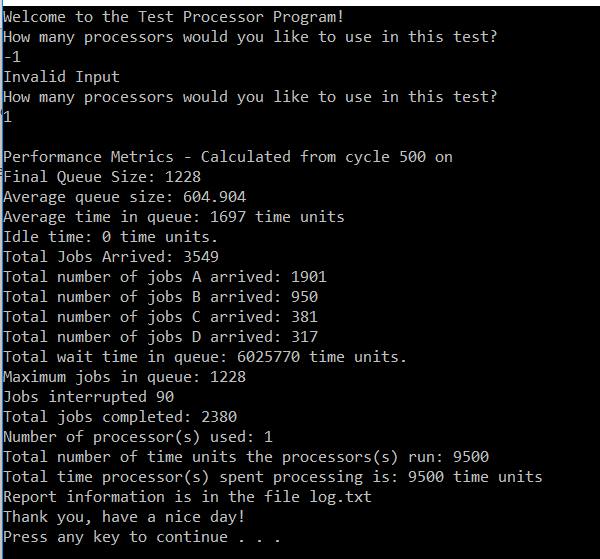 Welcome to the Test Processor Program!
How many processors would you like to use in this test?
-1
Invalid Input
How many processors would you like to use in this test?
1
Performance Metrics - Calculated from cycle 500 on
Final Queue Size: 1228
Average queue size: 604.904
Average time in queue: 1697 time units
Idle time: 0 time units.
Total Jobs Arrived: 3549
Total number of jobs A arrived: 1901
Total number of jobs B arrived: 950
Total number of jobs C arrived: 381
Total number of jobs D arrived: 317
Total wait time in queue: 6025770 time units.
Maximum jobs in queue: 1228
Jobs interrupted 90
Total jobs completed: 2380
Number of processor(s) used: 1
Total number of time units the processors(s) run: 9500
Total time processor(s) spent processing is: 9500 time units
Report information is in the file log.txt
Thank you, have a nice day!
Press any key to continue . . .